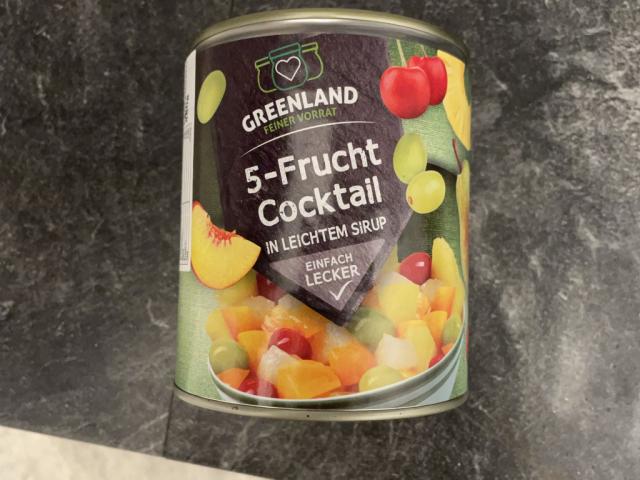 GREENLAND
FEINER VORRAT
5-Frucht
Cocktail
IN LEICHTEM SIRUP
EINFACH
LECKER